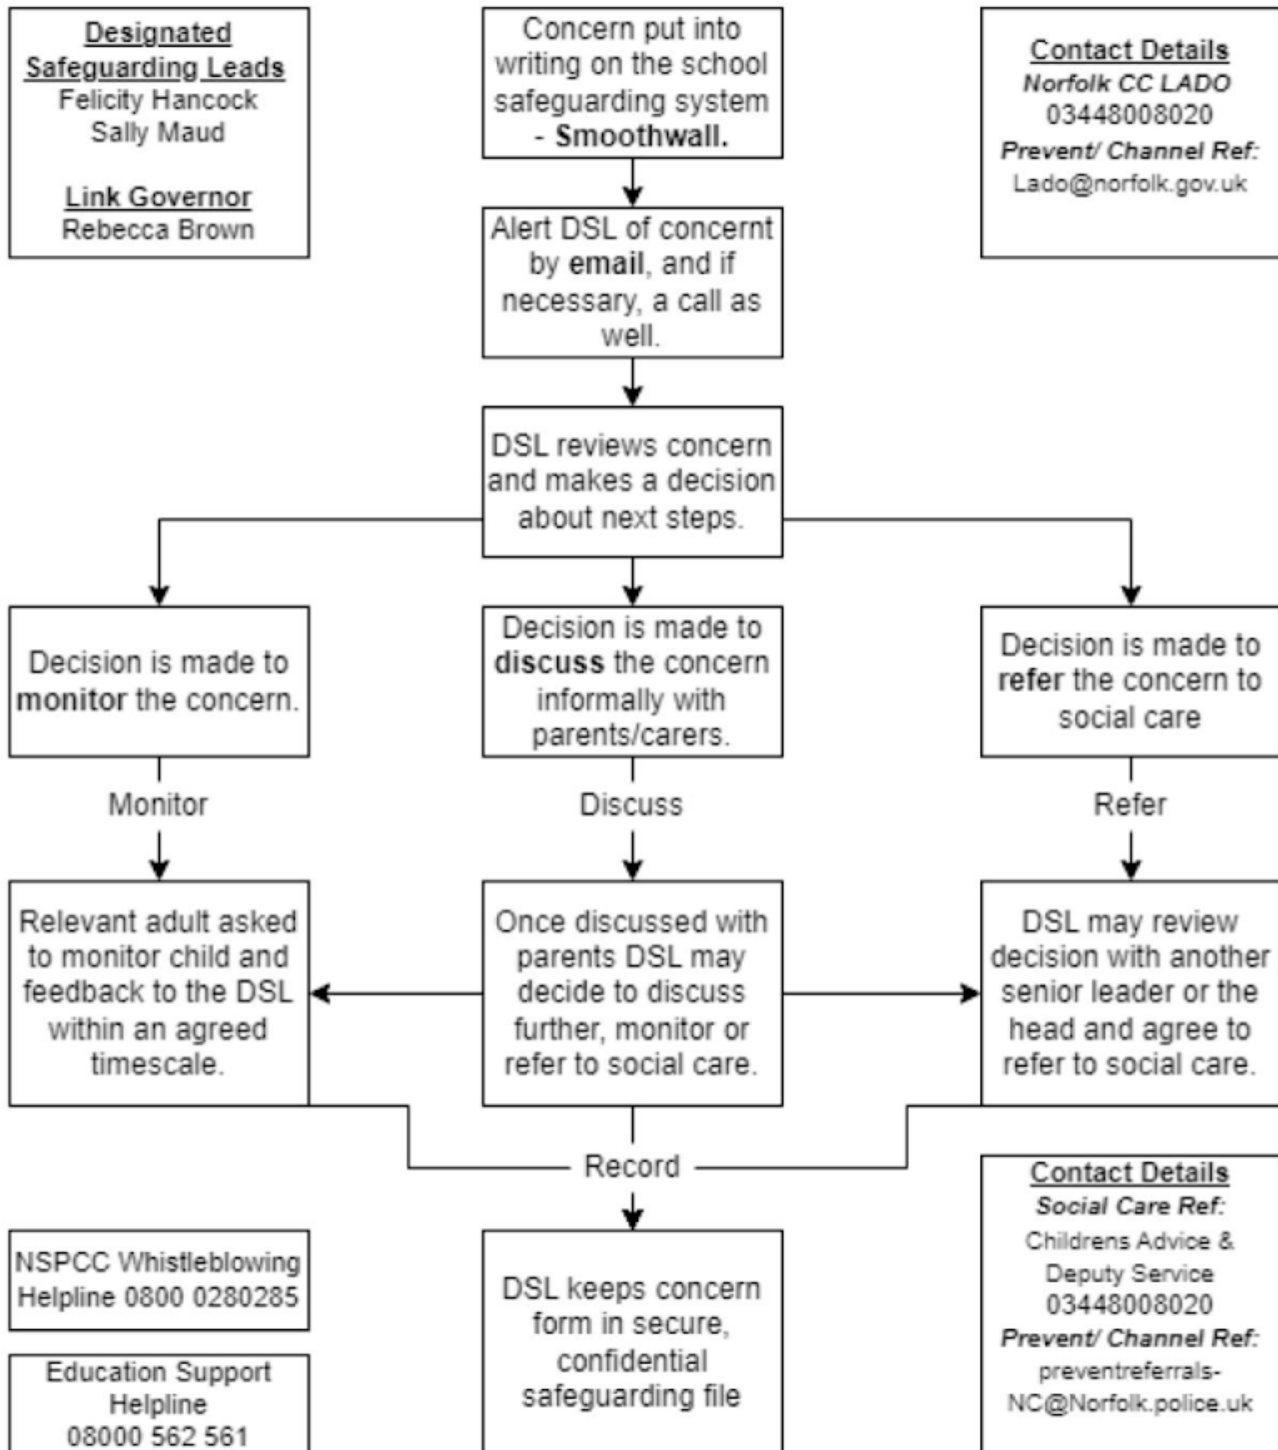 Designated
Safeguarding Leads
Felicity Hancock
Sally Maud
Link Governor
Rebecca Brown
Concern put into
writing on the school
safeguarding system
- Smoothwall.
Contact Details
Norfolk CC LADO
03448008020
Prevent/ Channel Ref:
Lado@norfolk.gov.uk
Alert DSL of concernt
by email, and if
necessary, a call as
well.
DSL reviews concern
and makes a decision
about next steps.
Decision is made to
monitor the concern.
Decision is made to
discuss the concern
informally with
parents/carers.
Decision is made to
refer the concern to
social care
Monitor
Discuss
Refer
Relevant adult asked
to monitor child and
feedback to the DSL
within an agreed
timescale.
Once discussed with
parents DSL may
decide to discuss
further, monitor or
refer to social care.
DSL may review
decision with another
senior leader or the
head and agree to
refer to social care.
Record
NSPCC Whistleblowing
Helpline 0800 0280285
Education Support
Helpline
08000 562 561
DSL keeps concern
form in secure,
confidential
safeguarding file
Contact Details
Social Care Ref:
Childrens Advice &
Deputy Service
03448008020
Prevent/ Channel Ref:
preventreferrals-
NC@Norfolk.police.uk